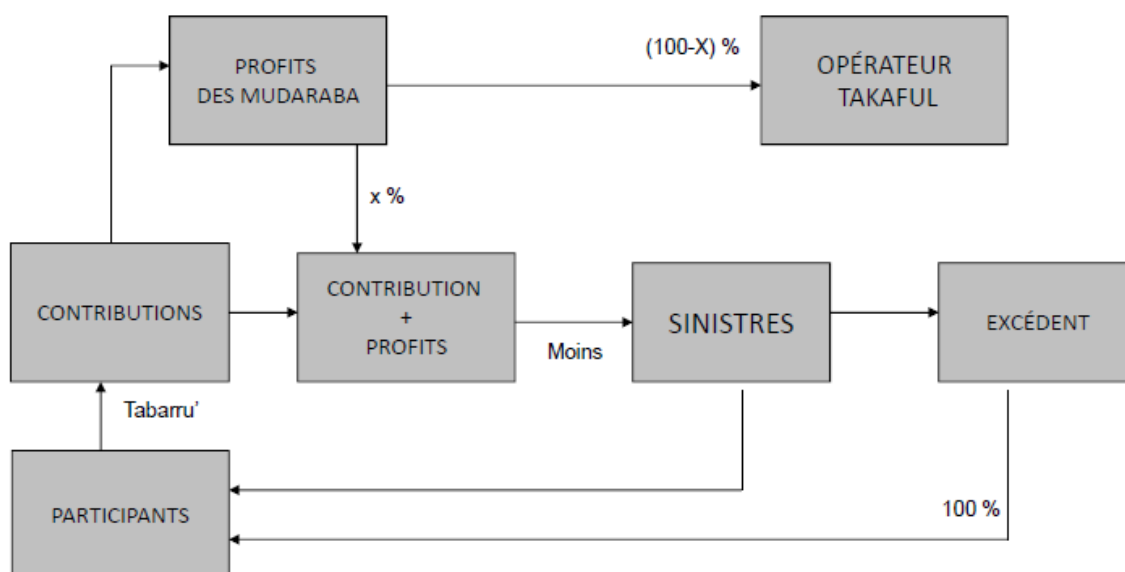 PROFITS
DES MUDARABA
(100-X) %
OPÉRATEUR
TAKAFUL
x %
CONTRIBUTIONS
CONTRIBUTION
+
PROFITS
Moins
SINISTRES
EXCÉDENT
Tabarru’
PARTICIPANTS
100 %